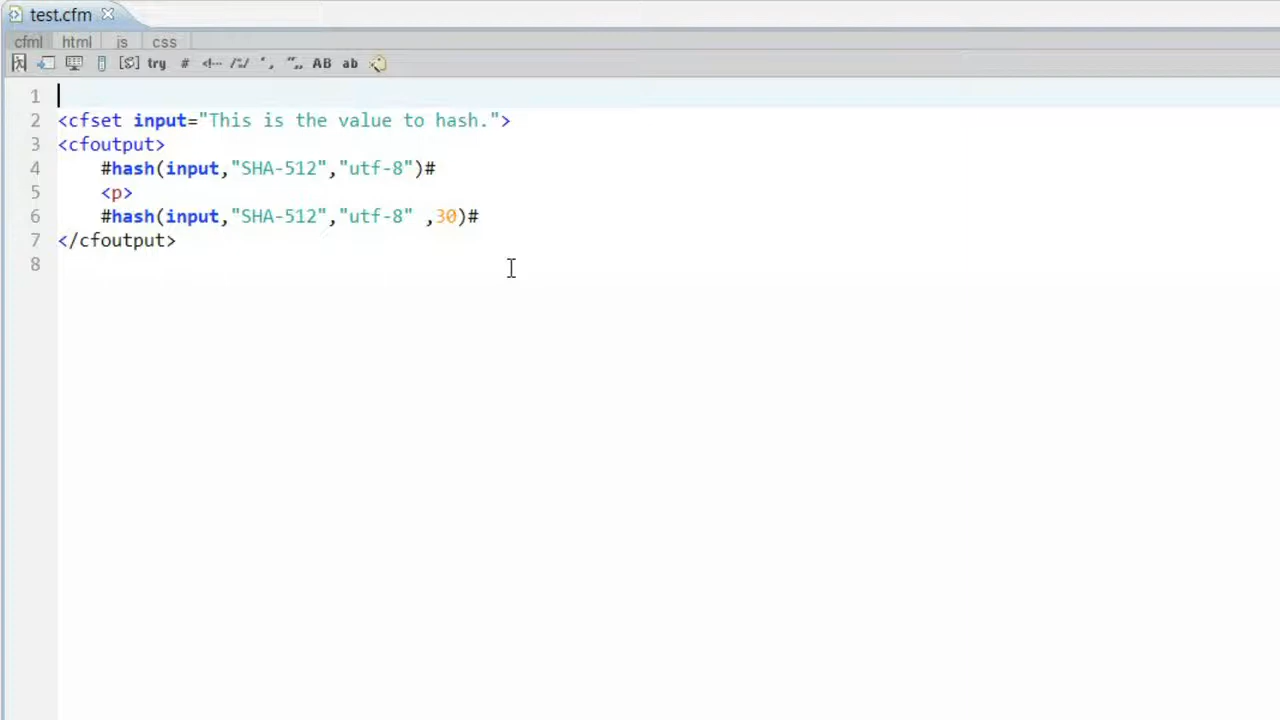 test.cfm
cfml html js css
try # <!-- /*/ ‘, “„ AB ab
1
2 <cfset input="This is the value to hash.">
3 <cfoutput>
4 #hash(input,"SHA-512","utf-8")#
5 <p>
6 #hash(input,"SHA-512","utf-8" ,30)#
7 </cfoutput>
8